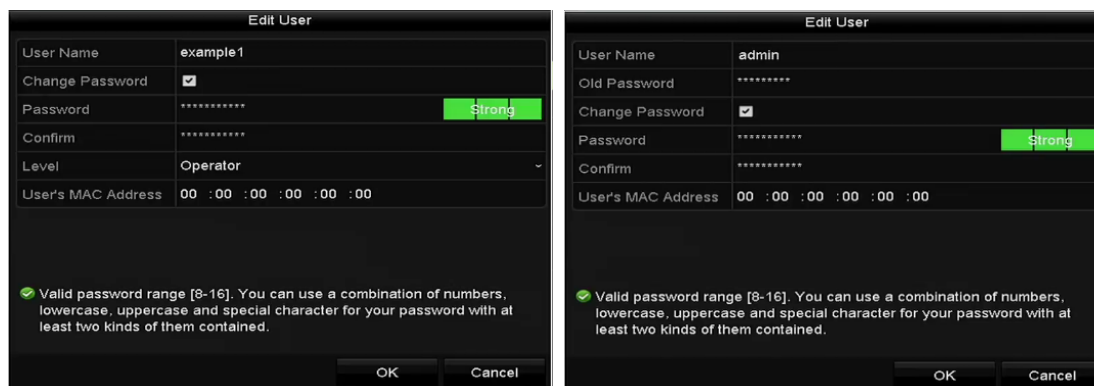 Edit User
User Name example1
Change Password
Password *********** Strong
Confirm ***********
Level Operator
User's MAC Address 00 :00 :00 :00 :00 :00
Valid password range [8-16]. You can use a combination of numbers,
lowercase, uppercase and special character for your password with at
least two kinds of them contained.
OK Cancel
Edit User
User Name admin
Old Password *********
Change Password
Password *********** Strong
Confirm ***********
User's MAC Address 00 :00 :00 :00 :00 :00
Valid password range [8-16]. You can use a combination of numbers,
lowercase, uppercase and special character for your password with at
least two kinds of them contained.
OK Cancel